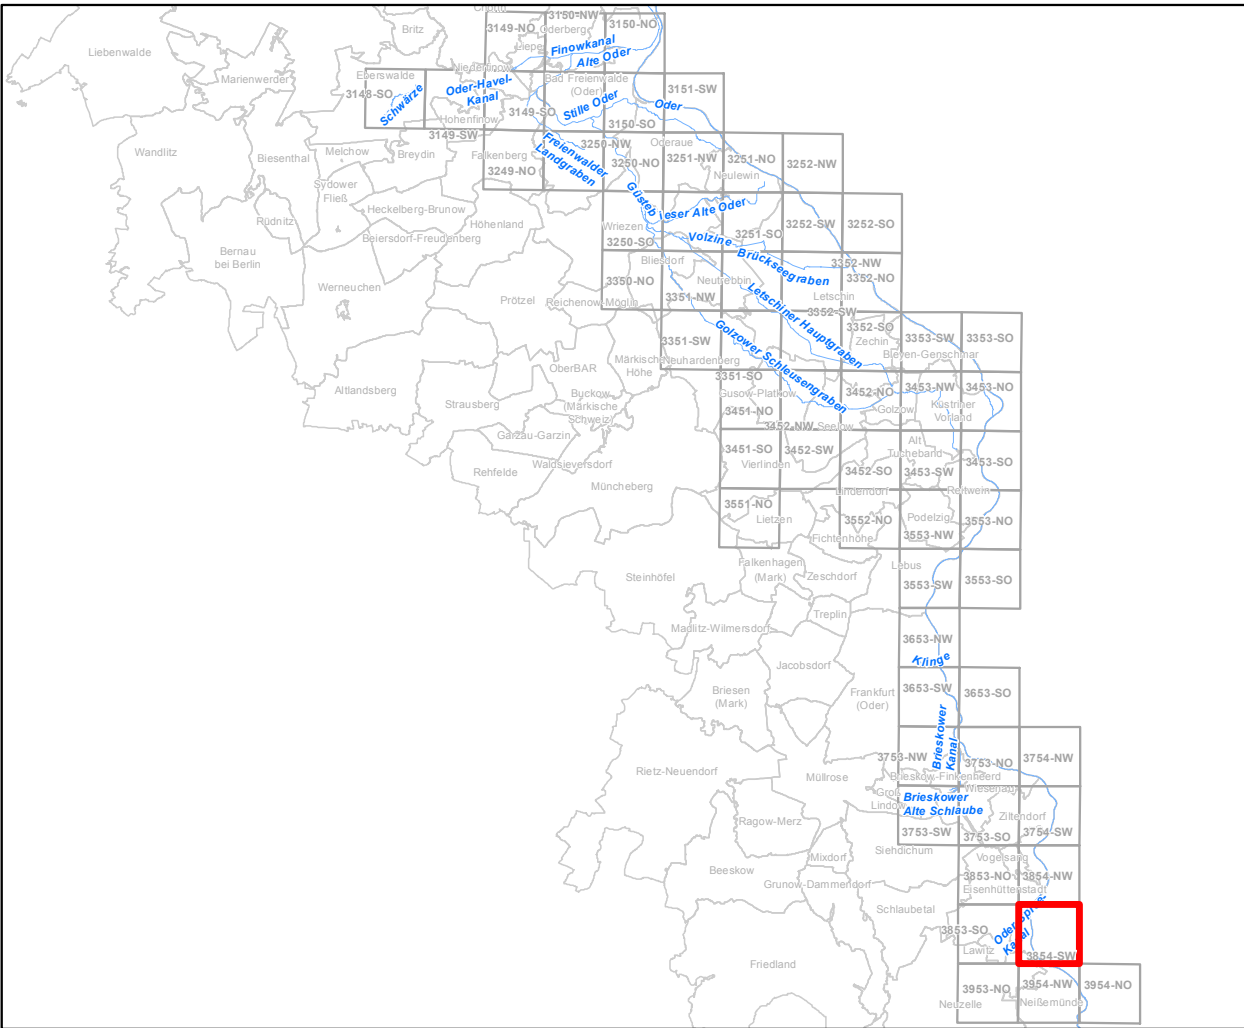 Chorin
3150-NW
Britz
3149-NO
Oderberg
3150-NO
Liebenwalde
Liepe
Finowkanal
Alte Oder
Marienwerder
Eberswalde
Niederfinow
Bad Freienwalde
(Oder)
3148-SO
Schwärze
Oder-Havel-
Kanal
3151-SW
Stille Oder
Oder
3149-SO
Hohenfinow
3150-SO
3149-SW
Wandlitz
Biesenthal
Melchow
Breydin
Falkenberg
3249-NO
Freienwalder
Landgraben
3250-NW
3250-NO
Oderaue
3251-NW
3251-NO
3252-NW
Neulewin
Sydower
Fließ
Rüdnitz
Heckelberg-Brunow
Höhenland
Beiersdorf-Freudenberg
Güsteb
ieser Alte Oder
Wriezen
3250-SO
3251-SO
3252-SW
3252-SO
Bernau
bei Berlin
Volzine
Brückseegraben
Bliesdorf
3352-NW
3352-NO
Werneuchen
3350-NO
Neutrebbin
Letschin
Prötzel
Reichenow-Möglin
3351-NW
Letschiner Hauptgraben
3352-SW
3352-SO
Zechin
3353-SW
3353-SO
3351-SW
Golzower Schleusengraben
Bleyen-Genschmar
Märkische
Höhe
Neuhardenberg
OberBAR
3351-SO
Altlandsberg
Strausberg
Buckow
(Märkische
Schweiz)
Gusow-Platkow
3452-NO
3453-NW
3453-NO
Golzow
Küstriner
Vorland
3451-NO
3452-NW
Seelow
Garzau-Garzin
Alt
Tucheband
3451-SO
3452-SW
Rehfelde
Waldsieversdorf
Vierlinden
3452-SO
3453-SW
3453-SO
Müncheberg
Lindendorf
Reitwein
3551-NO
Lietzen
3552-NO
Podelzig
3553-NO
3553-NW
Fichtenhöhe
Falkenhagen
(Mark)
Lebus
Steinhöfel
Zeschdorf
3553-SW
3553-SO
Treplin
Madlitz-Wilmersdorf
3653-NW
Jacobsdorf
Klinge
Briesen
(Mark)
Frankfurt
(Oder)
3653-SW
3653-SO
Brieskower
Kanal
3753-NW
3753-NO
3754-NW
Rietz-Neuendorf
Müllrose
Brieskow-Finkenheerd
Wiesenau
Groß
Lindow
Brieskower
Alte Schlaube
Ragow-Merz
Ziltendorf
3753-SW
3753-SO
3754-SW
Siehdichum
Mixdorf
Vogelsang
Beeskow
3853-NO
3854-NW
Grunow-Dammendorf
Eisenhüttenstadt
Schlaubetal
Oder-Spree-
Kanal
3853-SO
Lawitz
3854-SW
Friedland
3953-NO
3954-NW
3954-NO
Neuzelle
Neißemünde